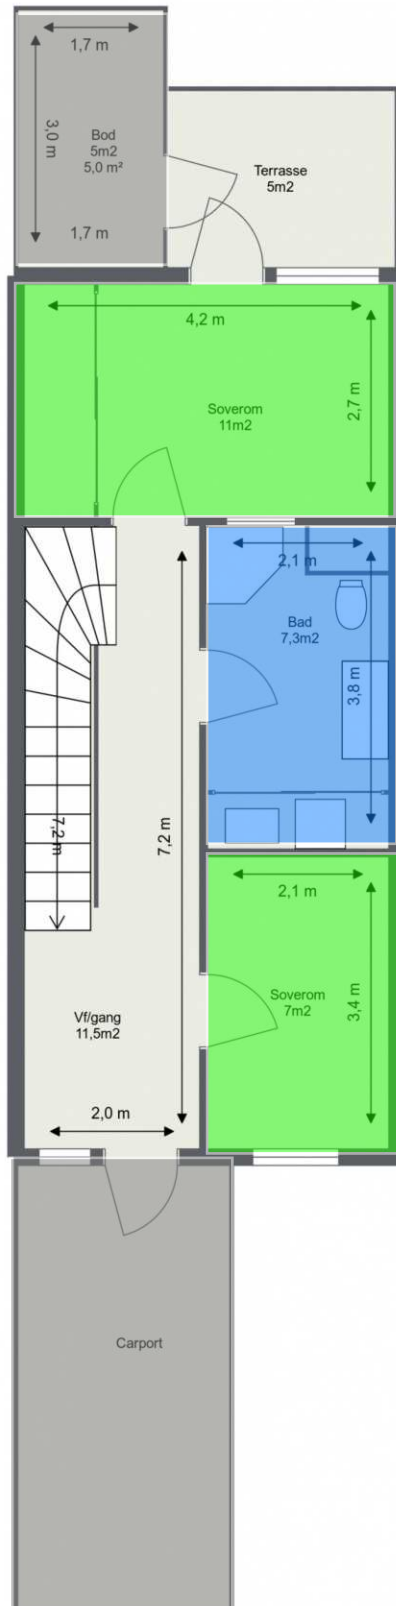 1,7 m
3,0 m
Bod
5m2
5,0 m²
1,7 m
Terrasse
5m2
4,2 m
2,7 m
Soverom
11m2
2,1 m
Bad
7,3m2
3,8 m
7,2 m
7,2 m
2,1 m
Soverom
7m2
3,4 m
Vf/gang
11,5m2
2,0 m
Carport